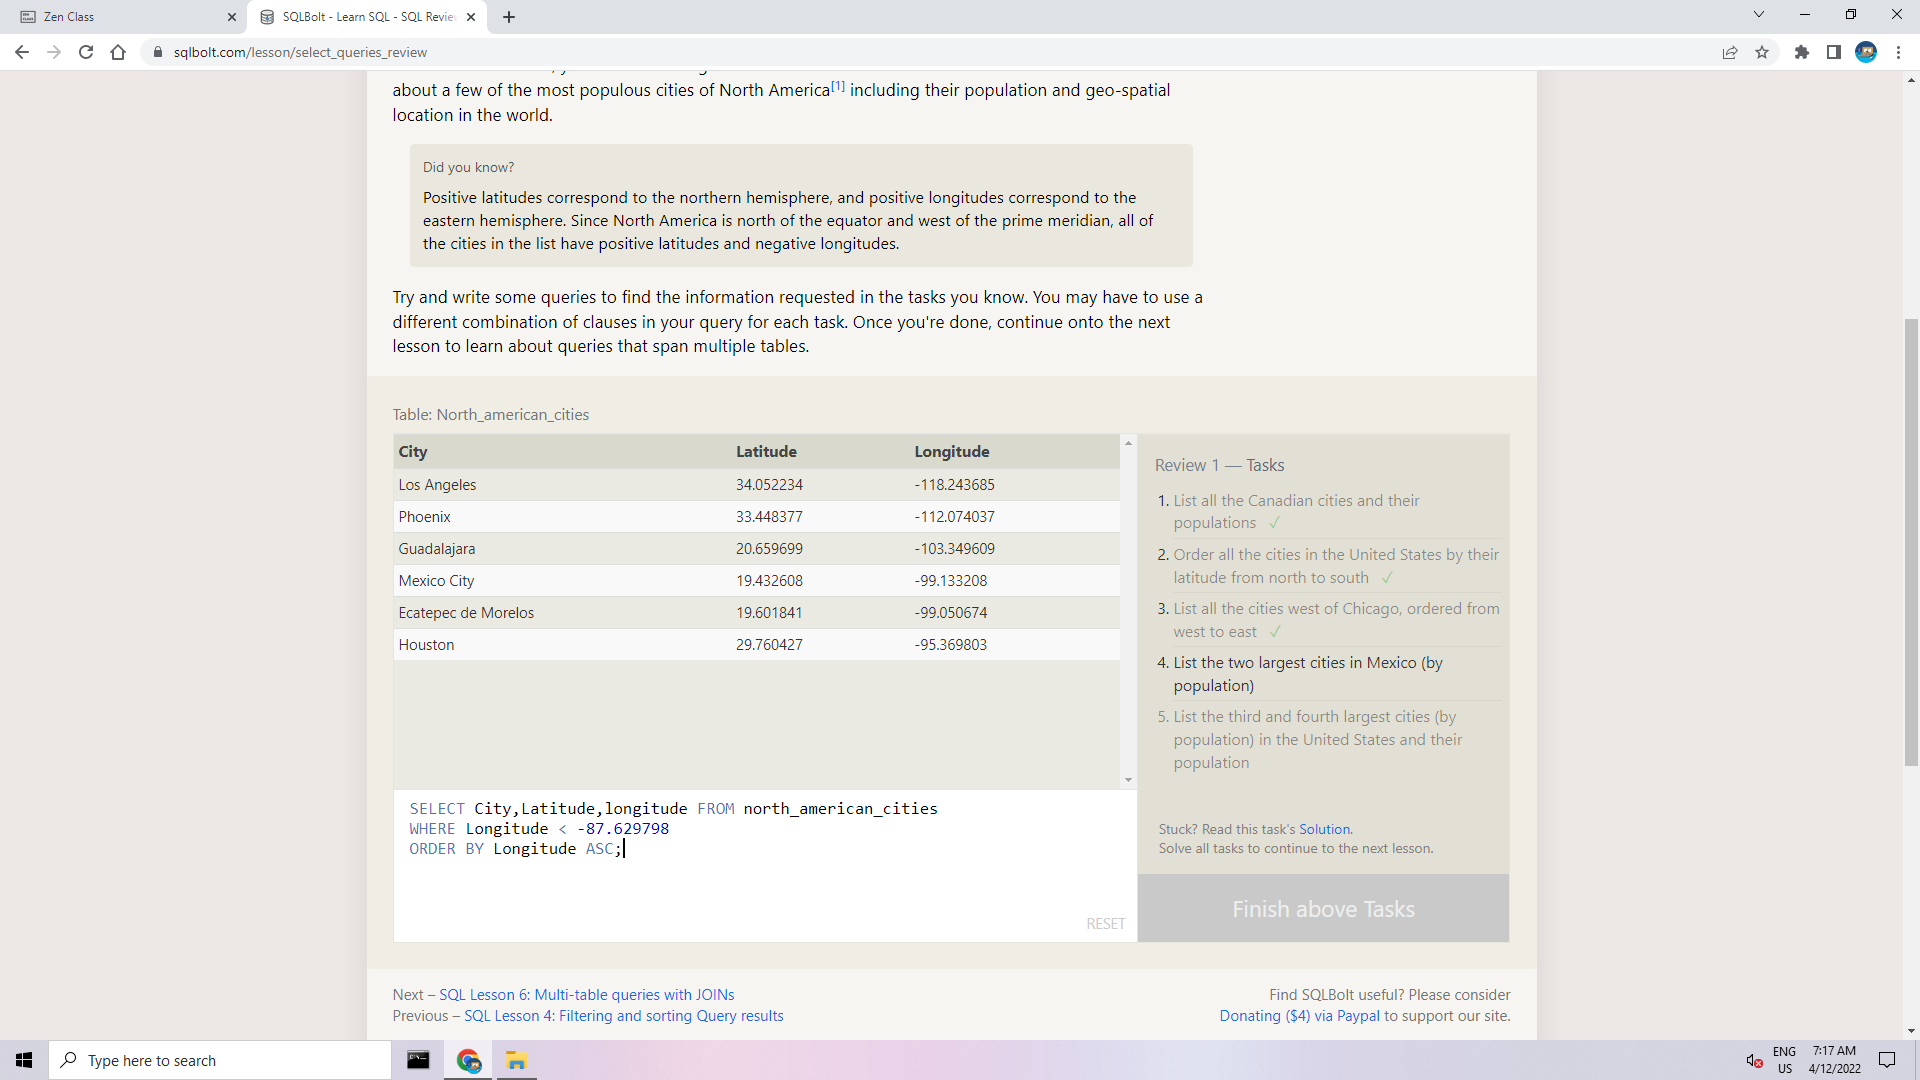 Zen Class
SQLBolt - Learn SQL - SQL Revie
sqlbolt.com/lesson/select_queries_review
about a few of the most populous cities of North America[1] including their population and geo-spatial
location in the world.
Did you know?
Positive latitudes correspond to the northern hemisphere, and positive longitudes correspond to the
eastern hemisphere. Since North America is north of the equator and west of the prime meridian, all of
the cities in the list have positive latitudes and negative longitudes.
Try and write some queries to find the information requested in the tasks you know. You may have to use a
different combination of clauses in your query for each task. Once you're done, continue onto the next
lesson to learn about queries that span multiple tables.
Table: North_american_cities
City Latitude Longitude
Los Angeles 34.052234 -118.243685
Phoenix 33.448377 -112.074037
Guadalajara 20.659699 -103.349609
Mexico City 19.432608 -99.133208
Ecatepec de Morelos 19.601841 -99.050674
Houston 29.760427 -95.369803
SELECT City,Latitude,longitude FROM north_american_cities
WHERE Longitude < -87.629798
ORDER BY Longitude ASC;
RESET
Review 1 — Tasks
1. List all the Canadian cities and their
populations ✓
2. Order all the cities in the United States by their
latitude from north to south ✓
3. List all the cities west of Chicago, ordered from
west to east ✓
4. List the two largest cities in Mexico (by
population)
5. List the third and fourth largest cities (by
population) in the United States and their
population
Stuck? Read this task's Solution.
Solve all tasks to continue to the next lesson.
Finish above Tasks
Next – SQL Lesson 6: Multi-table queries with JOINs
Previous – SQL Lesson 4: Filtering and sorting Query results
Find SQLBolt useful? Please consider
Donating ($4) via Paypal to support our site.
Type here to search
ENG
US
7:17 AM
4/12/2022